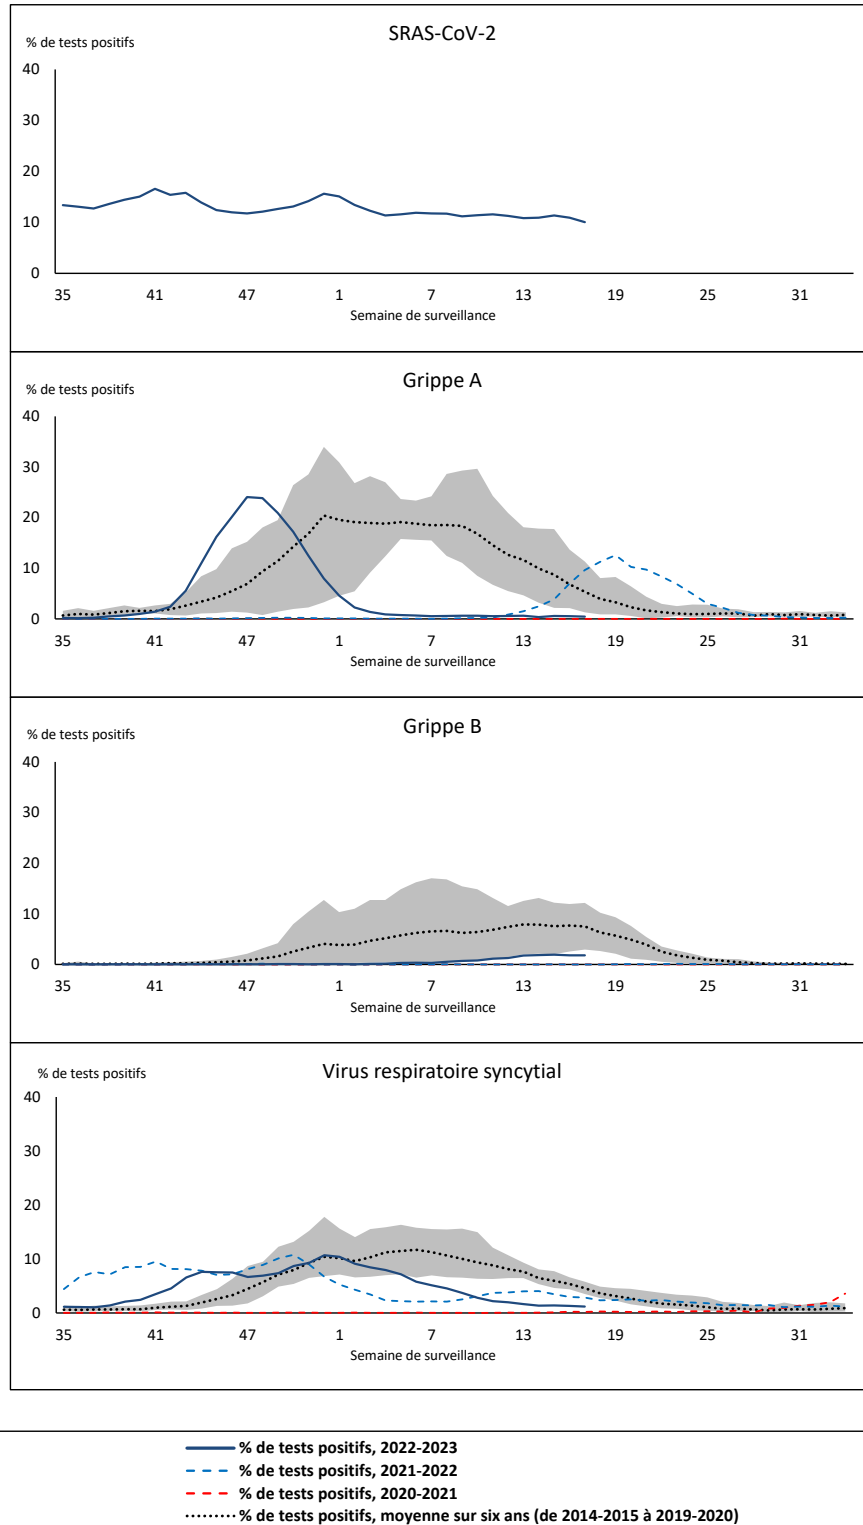 SRAS-CoV-2
% de tests positifs
40
30
20
10
0
35 41 47 1 7 13 19 25 31
Semaine de surveillance
Grippe A
% de tests positifs
40
30
20
10
0
35 41 47 1 7 13 19 25 31
Semaine de surveillance
Grippe B
% de tests positifs
40
30
20
10
0
35 41 47 1 7 13 19 25 31
Semaine de surveillance
Virus respiratoire syncytial
% de tests positifs
40
30
20
10
0
35 41 47 1 7 13 19 25 31
Semaine de surveillance
% de tests positifs, 2022-2023
% de tests positifs, 2021-2022
% de tests positifs, 2020-2021
% de tests positifs, moyenne sur six ans (de 2014-2015 à 2019-2020)